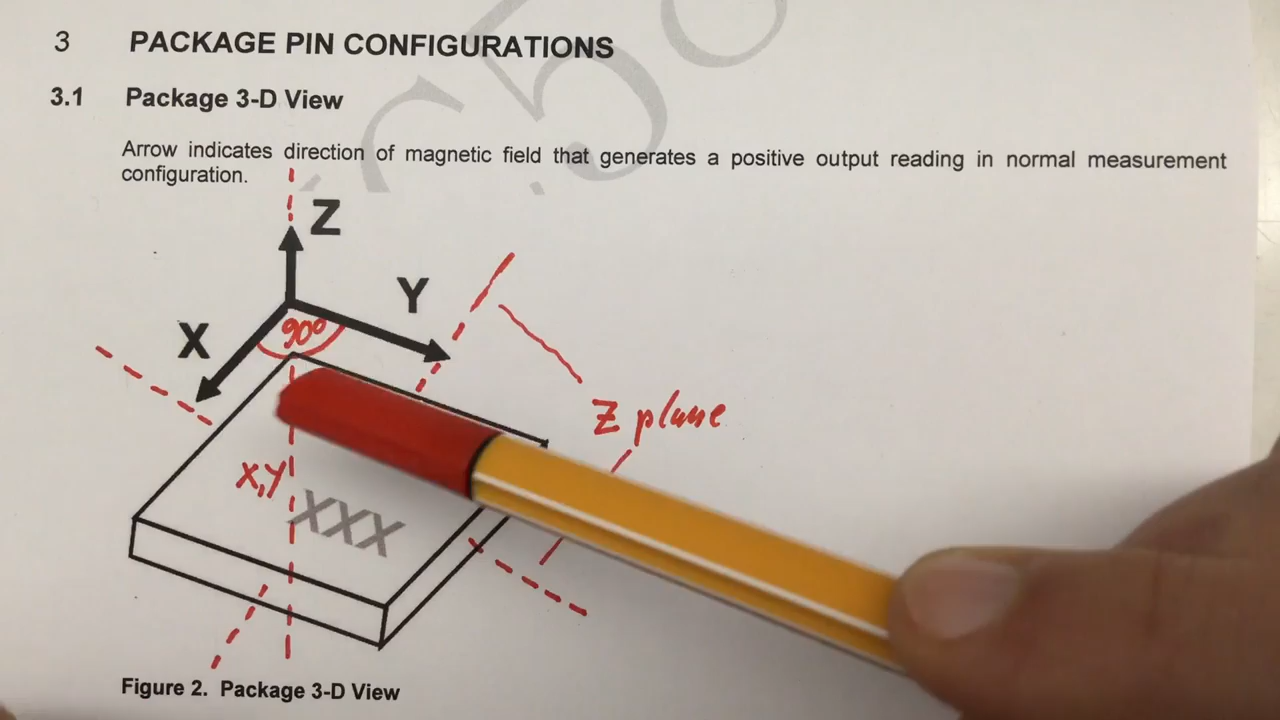 3 PACKAGE PIN CONFIGURATIONS
3.1 Package 3-D View
Arrow indicates direction of magnetic field that generates a positive output reading in normal measurement
configuration.
Z
Y
X
90°
Z plane
X,Y
XXX
Figure 2. Package 3-D View